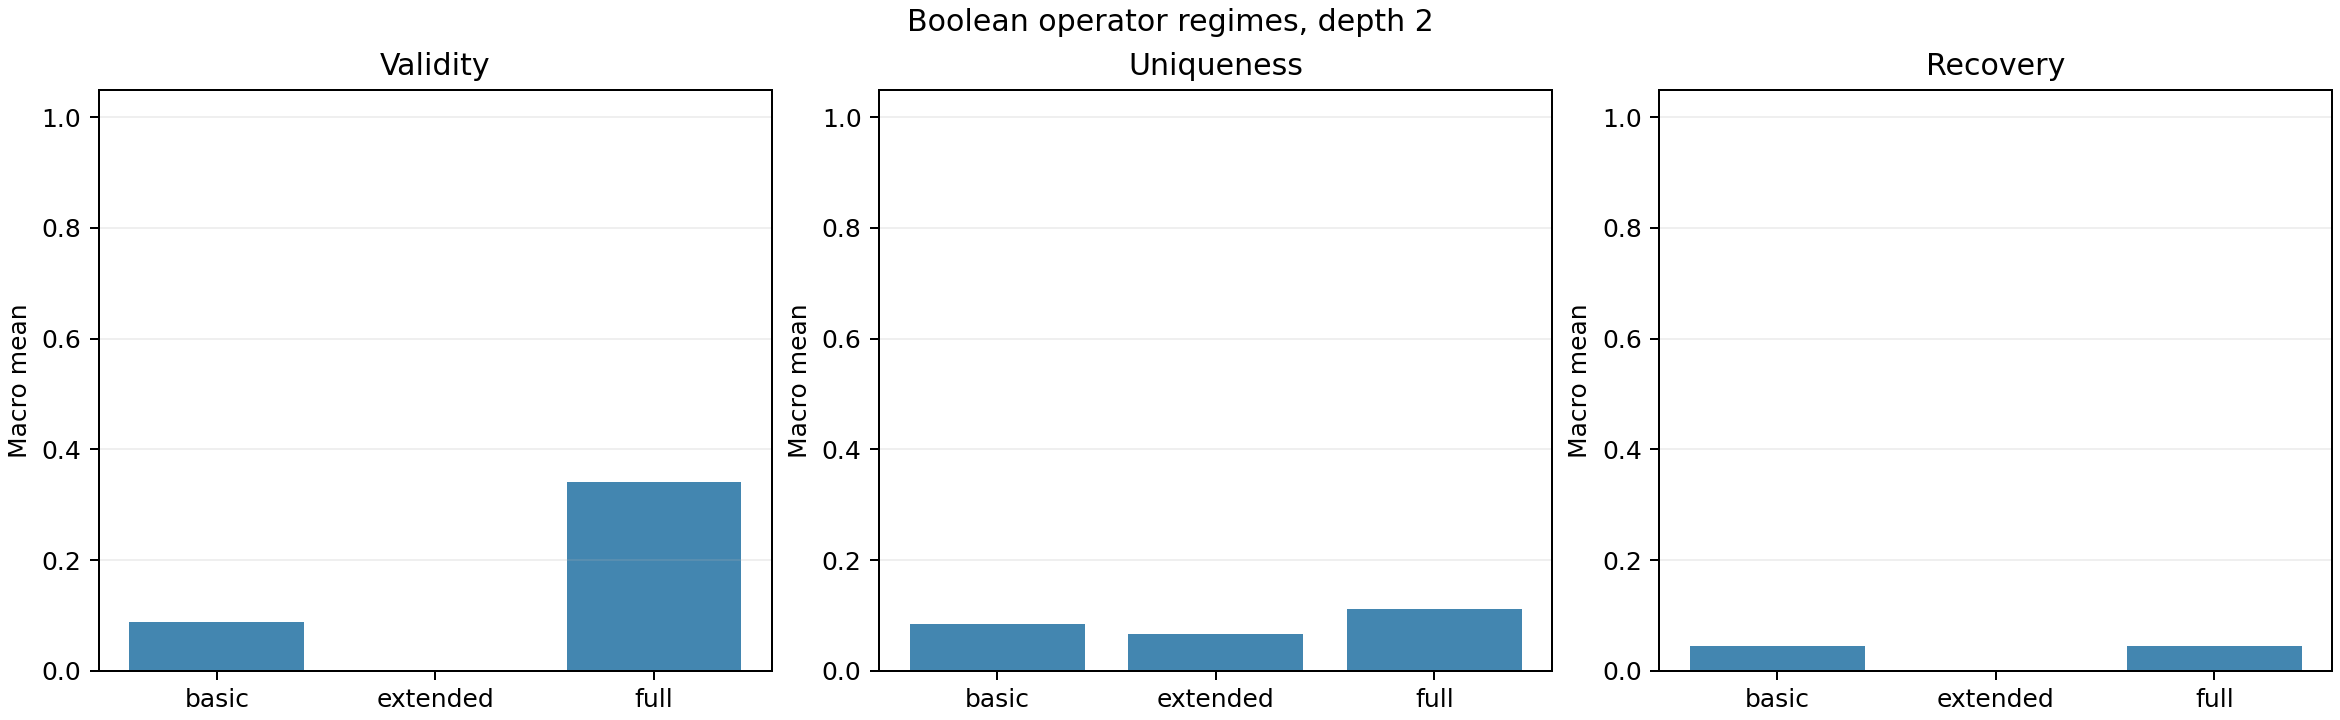 Boolean operator regimes, depth 2
Validity
Macro mean
1.0
0.8
0.6
0.4
0.2
0.0
basic extended full
Uniqueness
Macro mean
1.0
0.8
0.6
0.4
0.2
0.0
basic extended full
Recovery
Macro mean
1.0
0.8
0.6
0.4
0.2
0.0
basic extended full